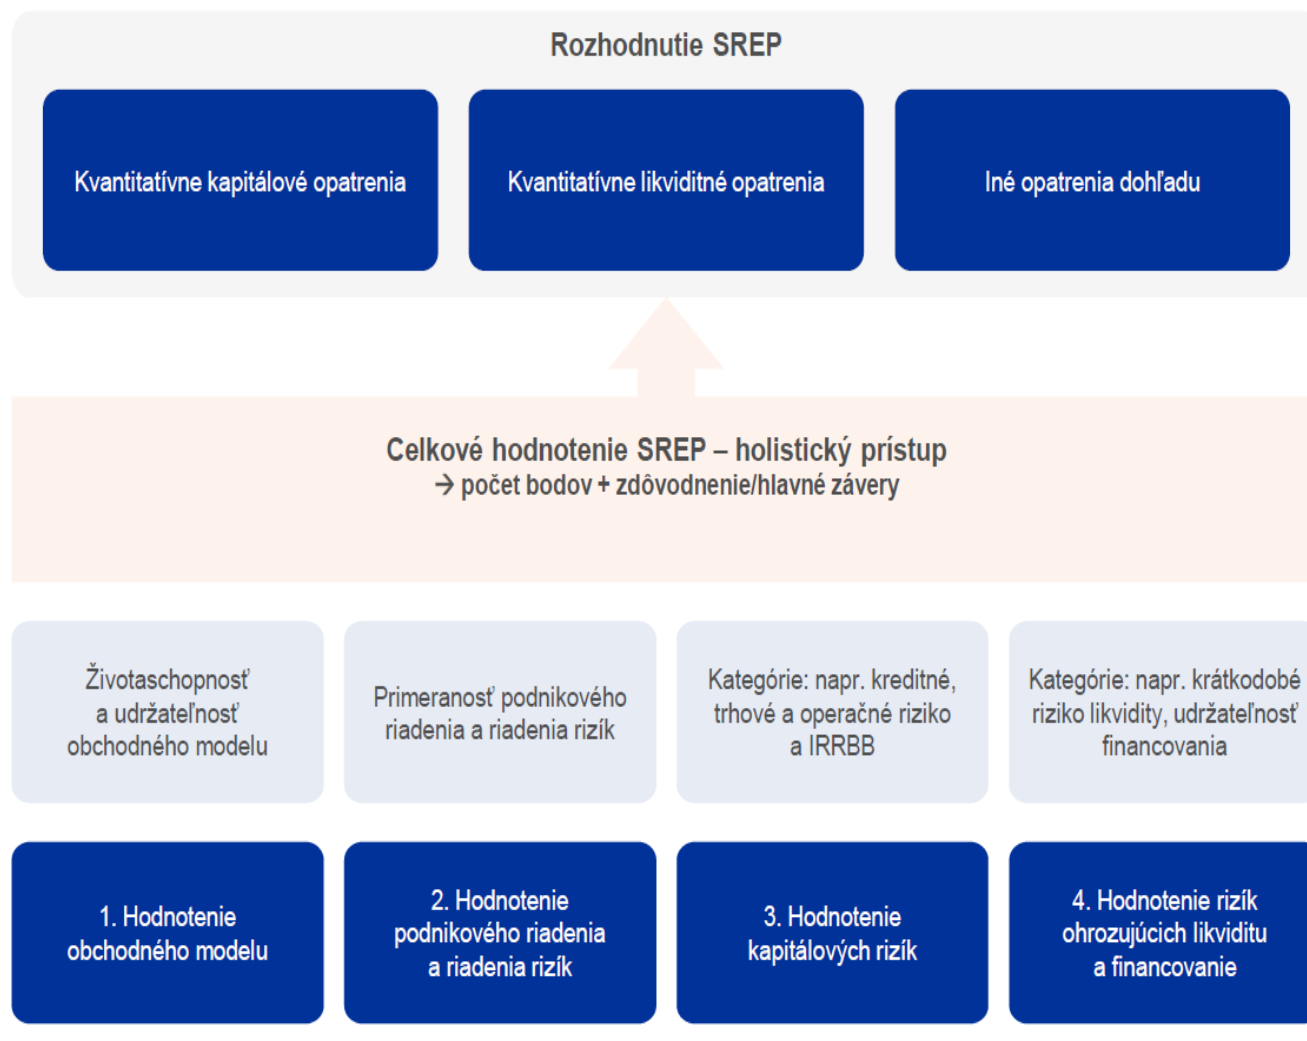 Rozhodnutie SREP
Kvantitatívne kapitálové opatrenia
Kvantitatívne likviditné opatrenia
Iné opatrenia dohľadu
Celkové hodnotenie SREP – holistický prístup
→ počet bodov + zdôvodnenie/hlavné závery
Životaschopnosť
a udržateľnosť
obchodného modelu
Primeranosť podnikového
riadenia a riadenia rizík
Kategórie: napr. kreditné,
trhové a operačné riziko
a IRRBB
Kategórie: napr. krátkodobé
riziko likvidity, udržateľnosť
financovania
1. Hodnotenie
obchodného modelu
2. Hodnotenie
podnikového riadenia
a riadenia rizík
3. Hodnotenie
kapitálových rizík
4. Hodnotenie rizík
ohrozujúcich likviditu
a financovanie